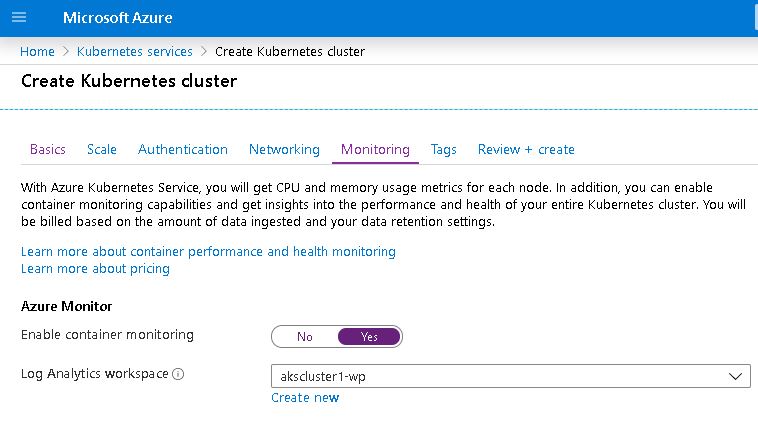 Microsoft Azure
Home > Kubernetes services > Create Kubernetes cluster
Create Kubernetes cluster
Basics Scale Authentication Networking Monitoring Tags Review + create
With Azure Kubernetes Service, you will get CPU and memory usage metrics for each node. In addition, you can enable
container monitoring capabilities and get insights into the performance and health of your entire Kubernetes cluster. You will
be billed based on the amount of data ingested and your data retention settings.
Learn more about container performance and health monitoring
Learn more about pricing
Azure Monitor
Enable container monitoring No Yes
Log Analytics workspace akscluster1-wp
Create new